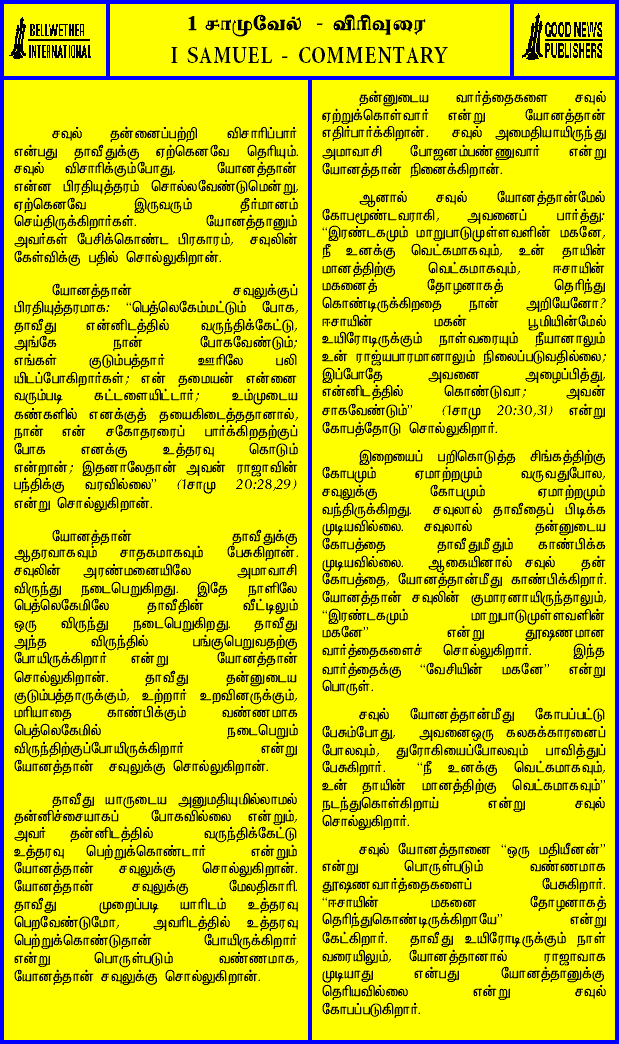 BELLWETHER
INTERNATIONAL
1 சாமுவேல் - விரிவுரை
I SAMUEL - COMMENTARY
GOOD NEWS
PUBLISHERS
சவுல் தன்னைப்பற்றி விசாரிப்பார்
என்பது தாவீதுக்கு ஏற்கெனவே தெரியும்.
சவுல் விசாரிக்கும்போது, யோனத்தான்
என்ன பிரதியுத்தரம் சொல்லவேண்டுமென்று,
ஏற்கெனவே இருவரும் தீர்மானம்
செய்திருக்கிறார்கள். யோனத்தானும்
அவர்கள் பேசிக்கொண்ட பிரகாரம், சவுலின்
கேள்விக்கு பதில் சொல்லுகிறான்.
யோனத்தான் சவுலுக்குப்
பிரதியுத்தரமாக: “பெத்லெகேம்மட்டும் போக,
தாவீது என்னிடத்தில் வருந்திக்கேட்டு,
அங்கே நான் போகவேண்டும்;
எங்கள் குடும்பத்தார் ஊரிலே பலி
யிடப்போகிறார்கள்; என் தமையன் என்னை
வரும்படி கட்டளையிட்டார்; உம்முடைய
கண்களில் எனக்குத் தயைகிடைத்ததானால்,
நான் என் சகோதரரைப் பார்க்கிறதற்குப்
போக எனக்கு உத்தரவு கொடும்
என்றான்; இதனாலேதான் அவன் ராஜாவின்
பந்திக்கு வரவில்லை” (1சாமு 20:28,29)
என்று சொல்லுகிறான்.
யோனத்தான் தாவீதுக்கு
ஆதரவாகவும் சாதகமாகவும் பேசுகிறான்.
சவுலின் அரண்மனையிலே அமாவாசி
விருந்து நடைபெறுகிறது. இதே நாளிலே
பெத்லெகேமிலே தாவீதின் வீட்டிலும்
ஒரு விருந்து நடைபெறுகிறது. தாவீது
அந்த விருந்தில் பங்குபெறுவதற்கு
போயிருக்கிறார் என்று யோனத்தான்
சொல்லுகிறான். தாவீது தன்னுடைய
குடும்பத்தாருக்கும், உற்றார் உறவினருக்கும்,
மரியாதை காண்பிக்கும் வண்ணமாக
பெத்லெகேமில் நடைபெறும்
விருந்திற்குப்போயிருக்கிறார் என்று
யோனத்தான் சவுலுக்கு சொல்லுகிறான்.
தாவீது யாருடைய அனுமதியுமில்லாமல்
தன்னிச்சையாகப் போகவில்லை என்றும்,
அவர் தன்னிடத்தில் வருந்திக்கேட்டு
உத்தரவு பெற்றுக்கொண்டார் என்றும்
யோனத்தான் சவுலுக்கு சொல்லுகிறான்.
யோனத்தான் சவுலுக்கு மேலதிகாரி.
தாவீது முறைப்படி யாரிடம் உத்தரவு
பெறவேண்டுமோ, அவரிடத்தில் உத்தரவு
பெற்றுக்கொண்டுதான் போயிருக்கிறார்
என்று பொருள்படும் வண்ணமாக,
யோனத்தான் சவுலுக்கு சொல்லுகிறான்.
தன்னுடைய வார்த்தைகளை சவுல்
ஏற்றுக்கொள்வார் என்று யோனத்தான்
எதிர்பார்க்கிறான். சவுல் அமைதியாயிருந்து
அமாவாசி போஜனம்பண்ணுவார் என்று
யோனத்தான் நினைக்கிறான்.
ஆனால் சவுல் யோனத்தான்மேல்
கோபமூண்டவராகி, அவனைப் பார்த்து:
“இரண்டகமும் மாறுபாடுமுள்ளவளின் மகனே,
நீ உனக்கு வெட்கமாகவும், உன் தாயின்
மானத்திற்கு வெட்கமாகவும், ஈசாயின்
மகனைத் தோழனாகத் தெரிந்து
கொண்டிருக்கிறதை நான் அறியேனோ?
ஈசாயின் மகன் பூமியின்மேல்
உயிரோடிருக்கும் நாள்வரையும் நீயானாலும்
உன் ராஜ்யபாரமானாலும் நிலைப்படுவதில்லை;
இப்போதே அவனை அழைப்பித்து,
என்னிடத்தில் கொண்டுவா; அவன்
சாகவேண்டும்” (1சாமு 20:30,31) என்று
கோபத்தோடு சொல்லுகிறார்.
இறையைப் பறிகொடுத்த சிங்கத்திற்கு
கோபமும் ஏமாற்றமும் வருவதுபோல,
சவுலுக்கு கோபமும் ஏமாற்றமும்
வந்திருக்கிறது. சவுலால் தாவீதைப் பிடிக்க
முடியவில்லை. சவுலால் தன்னுடைய
கோபத்தை தாவீதுமீதும் காண்பிக்க
முடியவில்லை. ஆகையினால் சவுல் தன்
கோபத்தை, யோனத்தான்மீது காண்பிக்கிறார்.
யோனத்தான் சவுலின் குமாரனாயிருந்தாலும்,
“இரண்டகமும் மாறுபாடுமுள்ளவளின்
மகனே” என்று தூஷணமான
வார்த்தைகளைச் சொல்லுகிறார். இந்த
வார்த்தைக்கு “வேசியின் மகனே” என்று
பொருள்.
சவுல் யோனத்தான்மீது கோபப்பட்டு
பேசும்போது, அவனைஒரு கலகக்காரனைப்
போலவும், துரோகியைப்போலவும் பாவித்துப்
பேசுகிறார். “நீ உனக்கு வெட்கமாகவும்,
உன் தாயின் மானத்திற்கு வெட்கமாகவும்”
நடந்துகொள்கிறாய் என்று சவுல்
சொல்லுகிறார்.
சவுல் யோனத்தானை “ஒரு மதியீனன்”
என்று பொருள்படும் வண்ணமாக
தூஷணவார்த்தைகளைப் பேசுகிறார்.
“ஈசாயின் மகனை தோழனாகத்
தெரிந்துகொண்டிருக்கிறாயே” என்று
கேட்கிறார். தாவீது உயிரோடிருக்கும் நாள்
வரையிலும், யோனத்தானால் ராஜாவாக
முடியாது என்பது யோனத்தானுக்கு
தெரியவில்லை என்று சவுல்
கோபப்படுகிறார்.